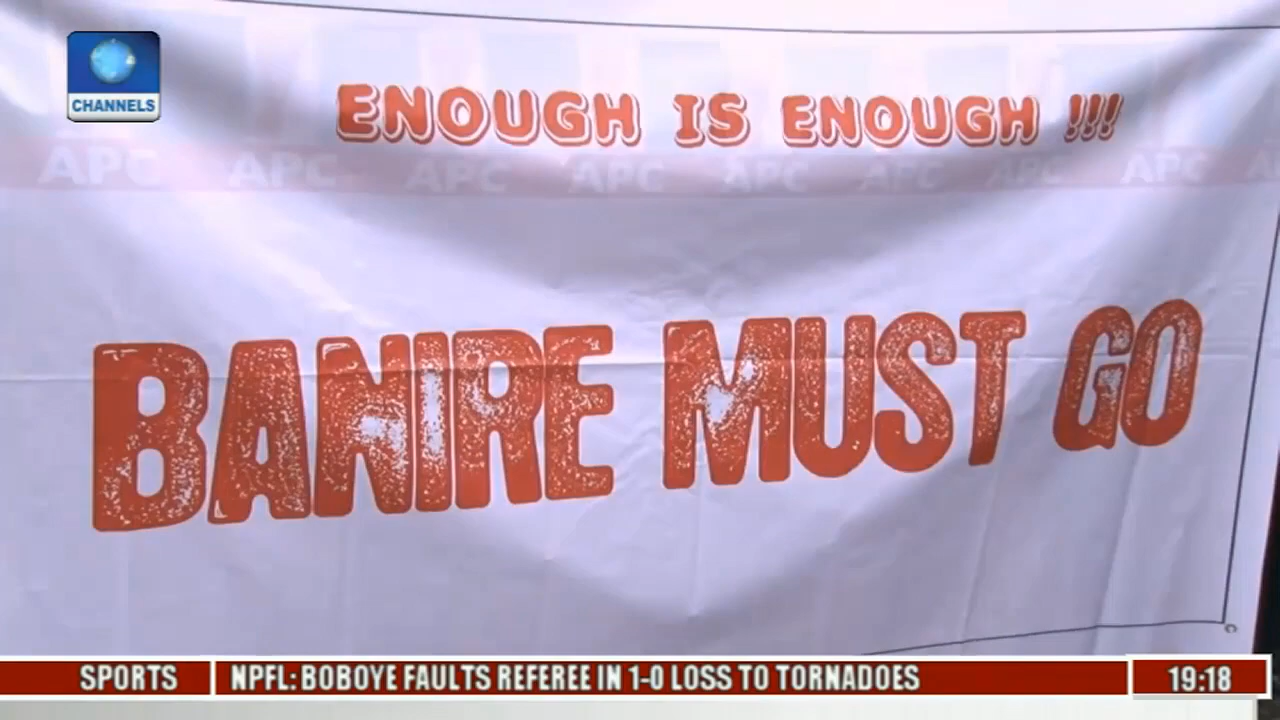 CHANNELS
ENOUGH IS ENOUGH !!!
APC APC APC APC APC APC APC APC
BANIRE MUST GO
SPORTS NPFL: BOBOYE FAULTS REFEREE IN 1-0 LOSS TO TORNADOES 19:18